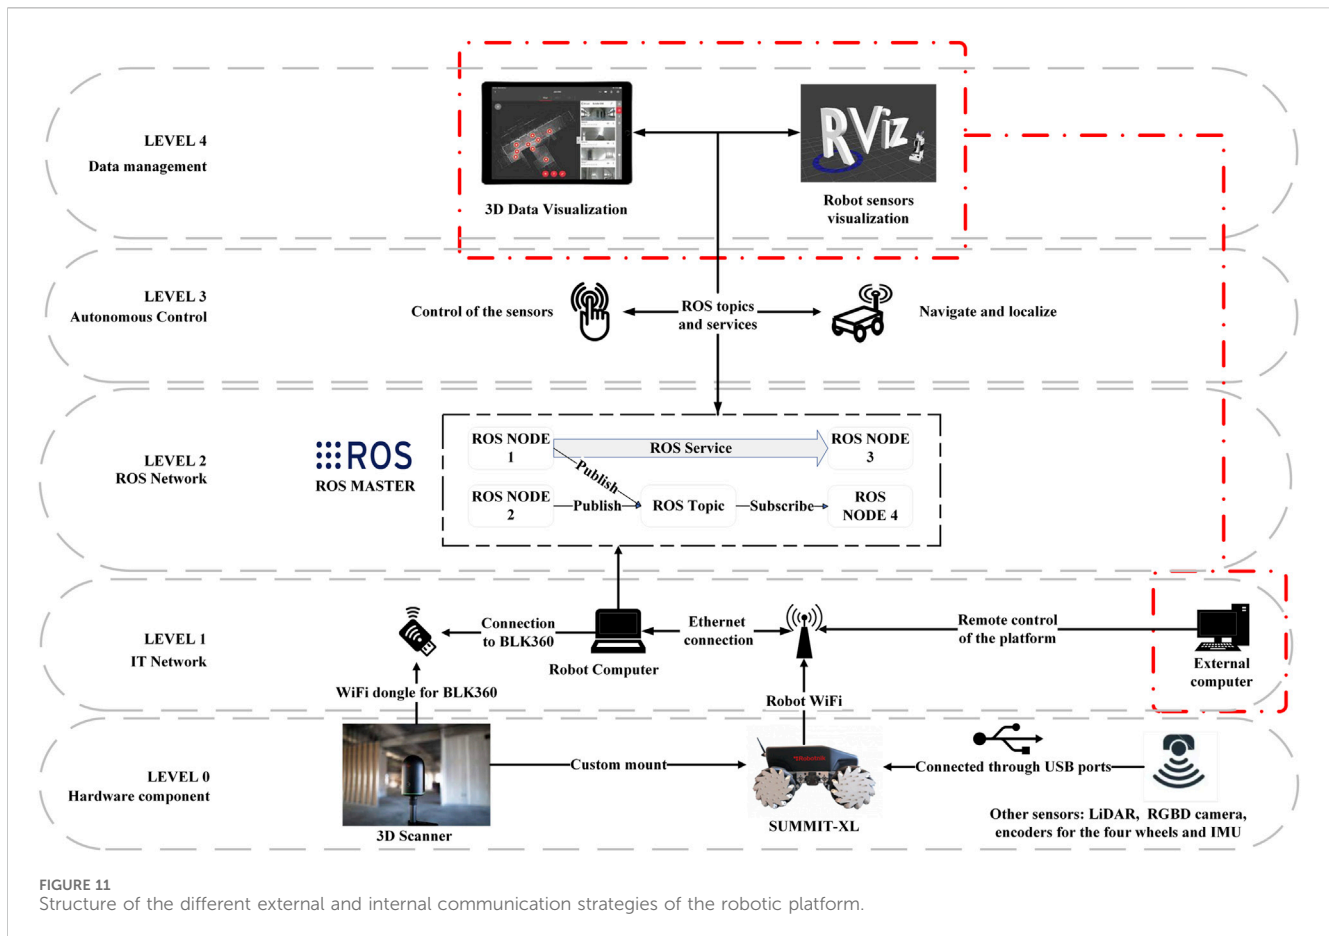 LEVEL 4
Data management
3D Data Visualization
RViz
Robot sensors
visualization
LEVEL 3
Autonomous Control
Control of the sensors
ROS topics
and services
Navigate and localize
LEVEL 2
ROS Network
ROS
ROS MASTER
ROS NODE
1
ROS Service
ROS NODE
3
Publish
ROS NODE
2
Publish
ROS Topic
Subscribe
ROS
NODE 4
LEVEL 1
IT Network
Connection
to BLK360
Robot Computer
Ethernet
connection
Remote control
of the platform
External
computer
WiFi dongle for BLK360
Robot WiFi
LEVEL 0
Hardware component
3D Scanner
Custom mount
SUMMIT-XL
Connected through USB ports
Other sensors: LiDAR, RGBD camera,
encoders for the four wheels and IMU
FIGURE 11
Structure of the different external and internal communication strategies of the robotic platform.